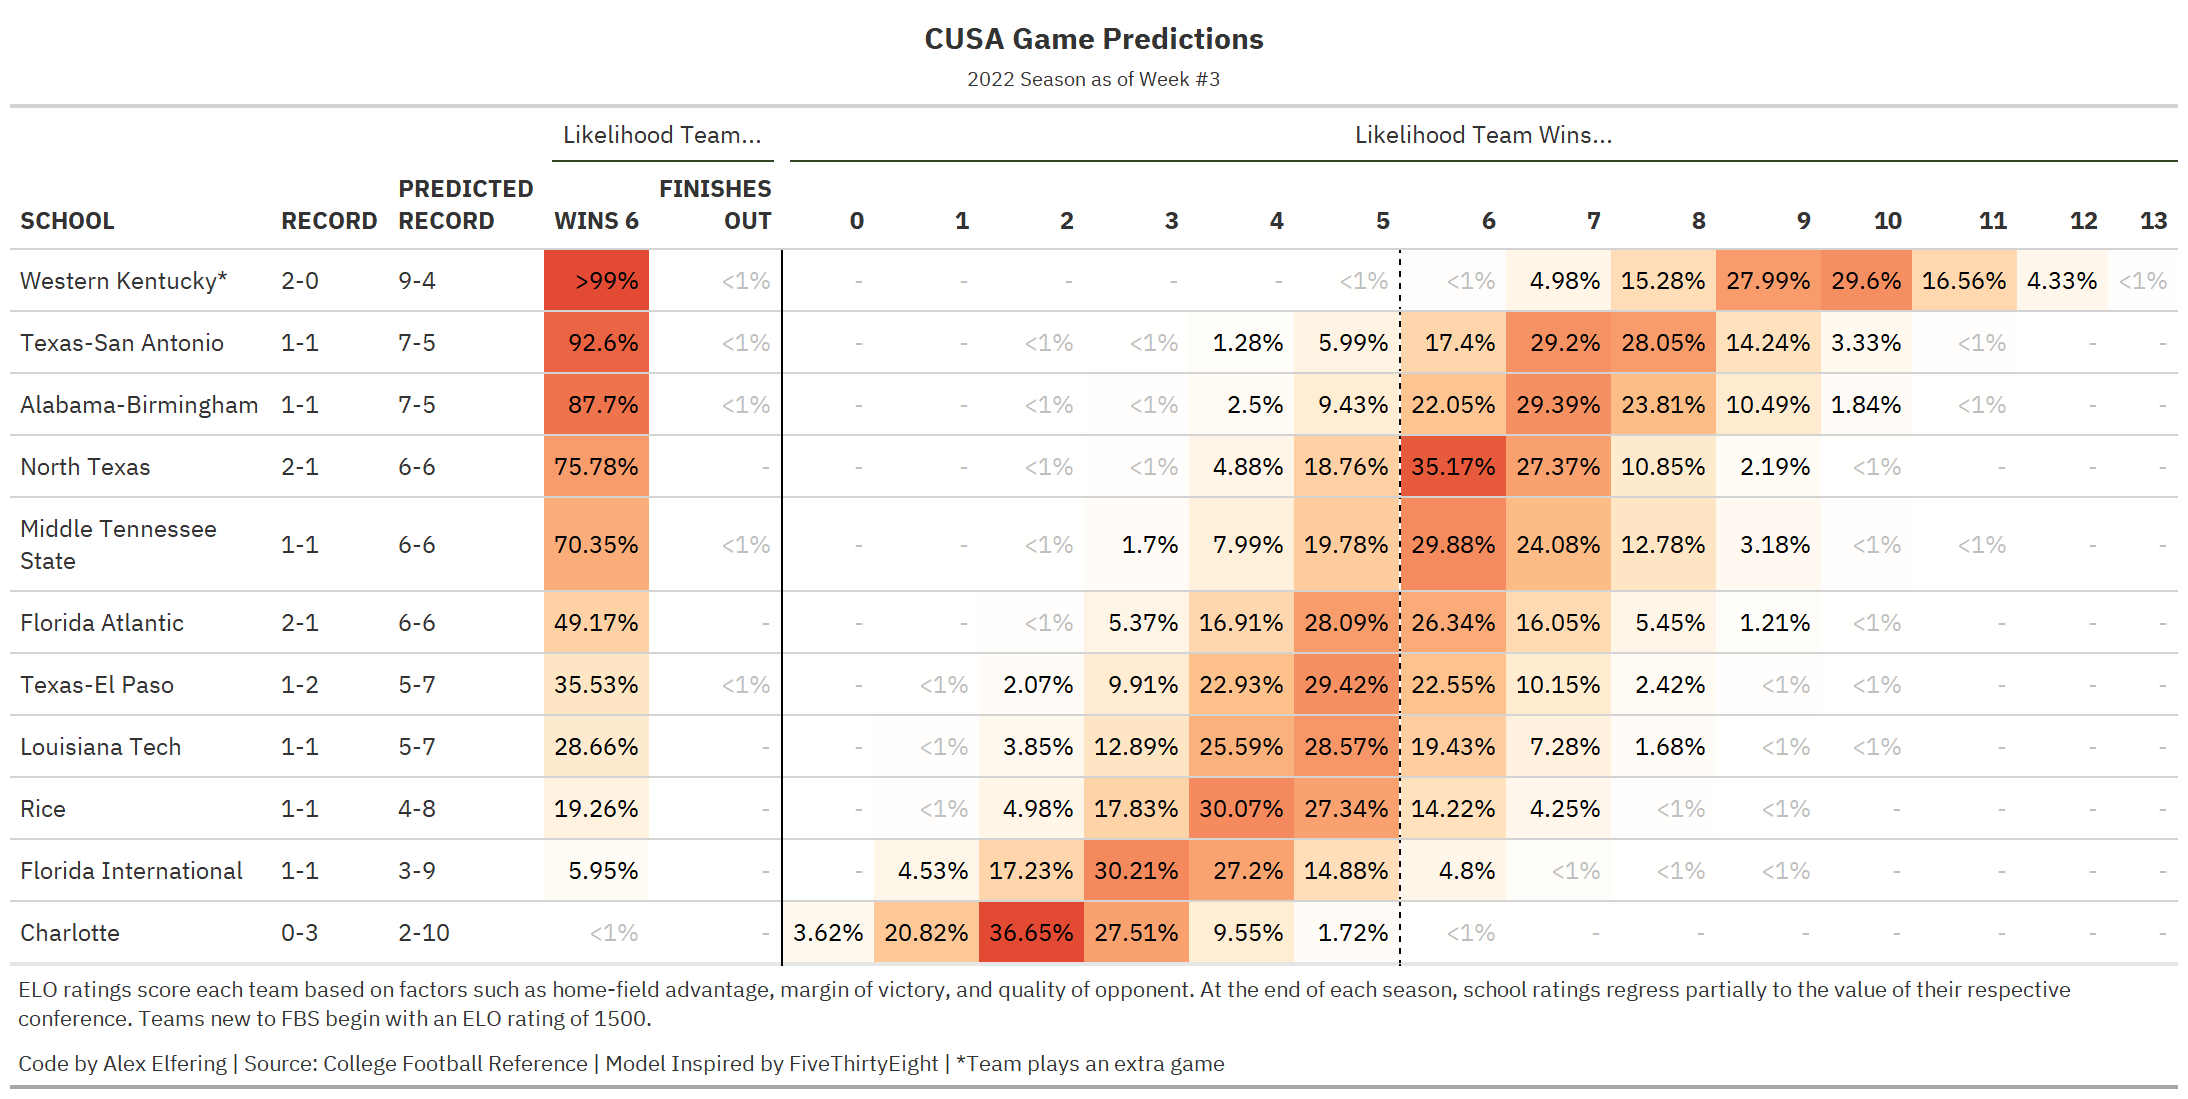 CUSA Game Predictions
2022 Season as of Week #3
Likelihood Team... Likelihood Team Wins...
SCHOOL RECORD PREDICTED RECORD WINS 6 FINISHES OUT 0 1 2 3 4 5 6 7 8 9 10 11 12 13
Western Kentucky* 2-0 9-4 >99% <1% - - - - - <1% <1% 4.98% 15.28% 27.99% 29.6% 16.56% 4.33% <1%
Texas-San Antonio 1-1 7-5 92.6% <1% - - <1% <1% 1.28% 5.99% 17.4% 29.2% 28.05% 14.24% 3.33% <1% - -
Alabama-Birmingham 1-1 7-5 87.7% <1% - - <1% <1% 2.5% 9.43% 22.05% 29.39% 23.81% 10.49% 1.84% <1% - -
North Texas 2-1 6-6 75.78% - - - <1% <1% 4.88% 18.76% 35.17% 27.37% 10.85% 2.19% <1% - - -
Middle Tennessee State 1-1 6-6 70.35% <1% - - <1% 1.7% 7.99% 19.78% 29.88% 24.08% 12.78% 3.18% <1% <1% - -
Florida Atlantic 2-1 6-6 49.17% - - - <1% 5.37% 16.91% 28.09% 26.34% 16.05% 5.45% 1.21% <1% - - -
Texas-El Paso 1-2 5-7 35.53% <1% - <1% 2.07% 9.91% 22.93% 29.42% 22.55% 10.15% 2.42% <1% <1% - - -
Louisiana Tech 1-1 5-7 28.66% - - <1% 3.85% 12.89% 25.59% 28.57% 19.43% 7.28% 1.68% <1% <1% - - -
Rice 1-1 4-8 19.26% - - <1% 4.98% 17.83% 30.07% 27.34% 14.22% 4.25% <1% <1% - - - -
Florida International 1-1 3-9 5.95% - - 4.53% 17.23% 30.21% 27.2% 14.88% 4.8% <1% <1% <1% - - - -
Charlotte 0-3 2-10 <1% - 3.62% 20.82% 36.65% 27.51% 9.55% 1.72% <1% - - - - - - -
ELO ratings score each team based on factors such as home-field advantage, margin of victory, and quality of opponent. At the end of each season, school ratings regress partially to the value of their respective
conference. Teams new to FBS begin with an ELO rating of 1500.
Code by Alex Elfering | Source: College Football Reference | Model Inspired by FiveThirtyEight | *Team plays an extra game